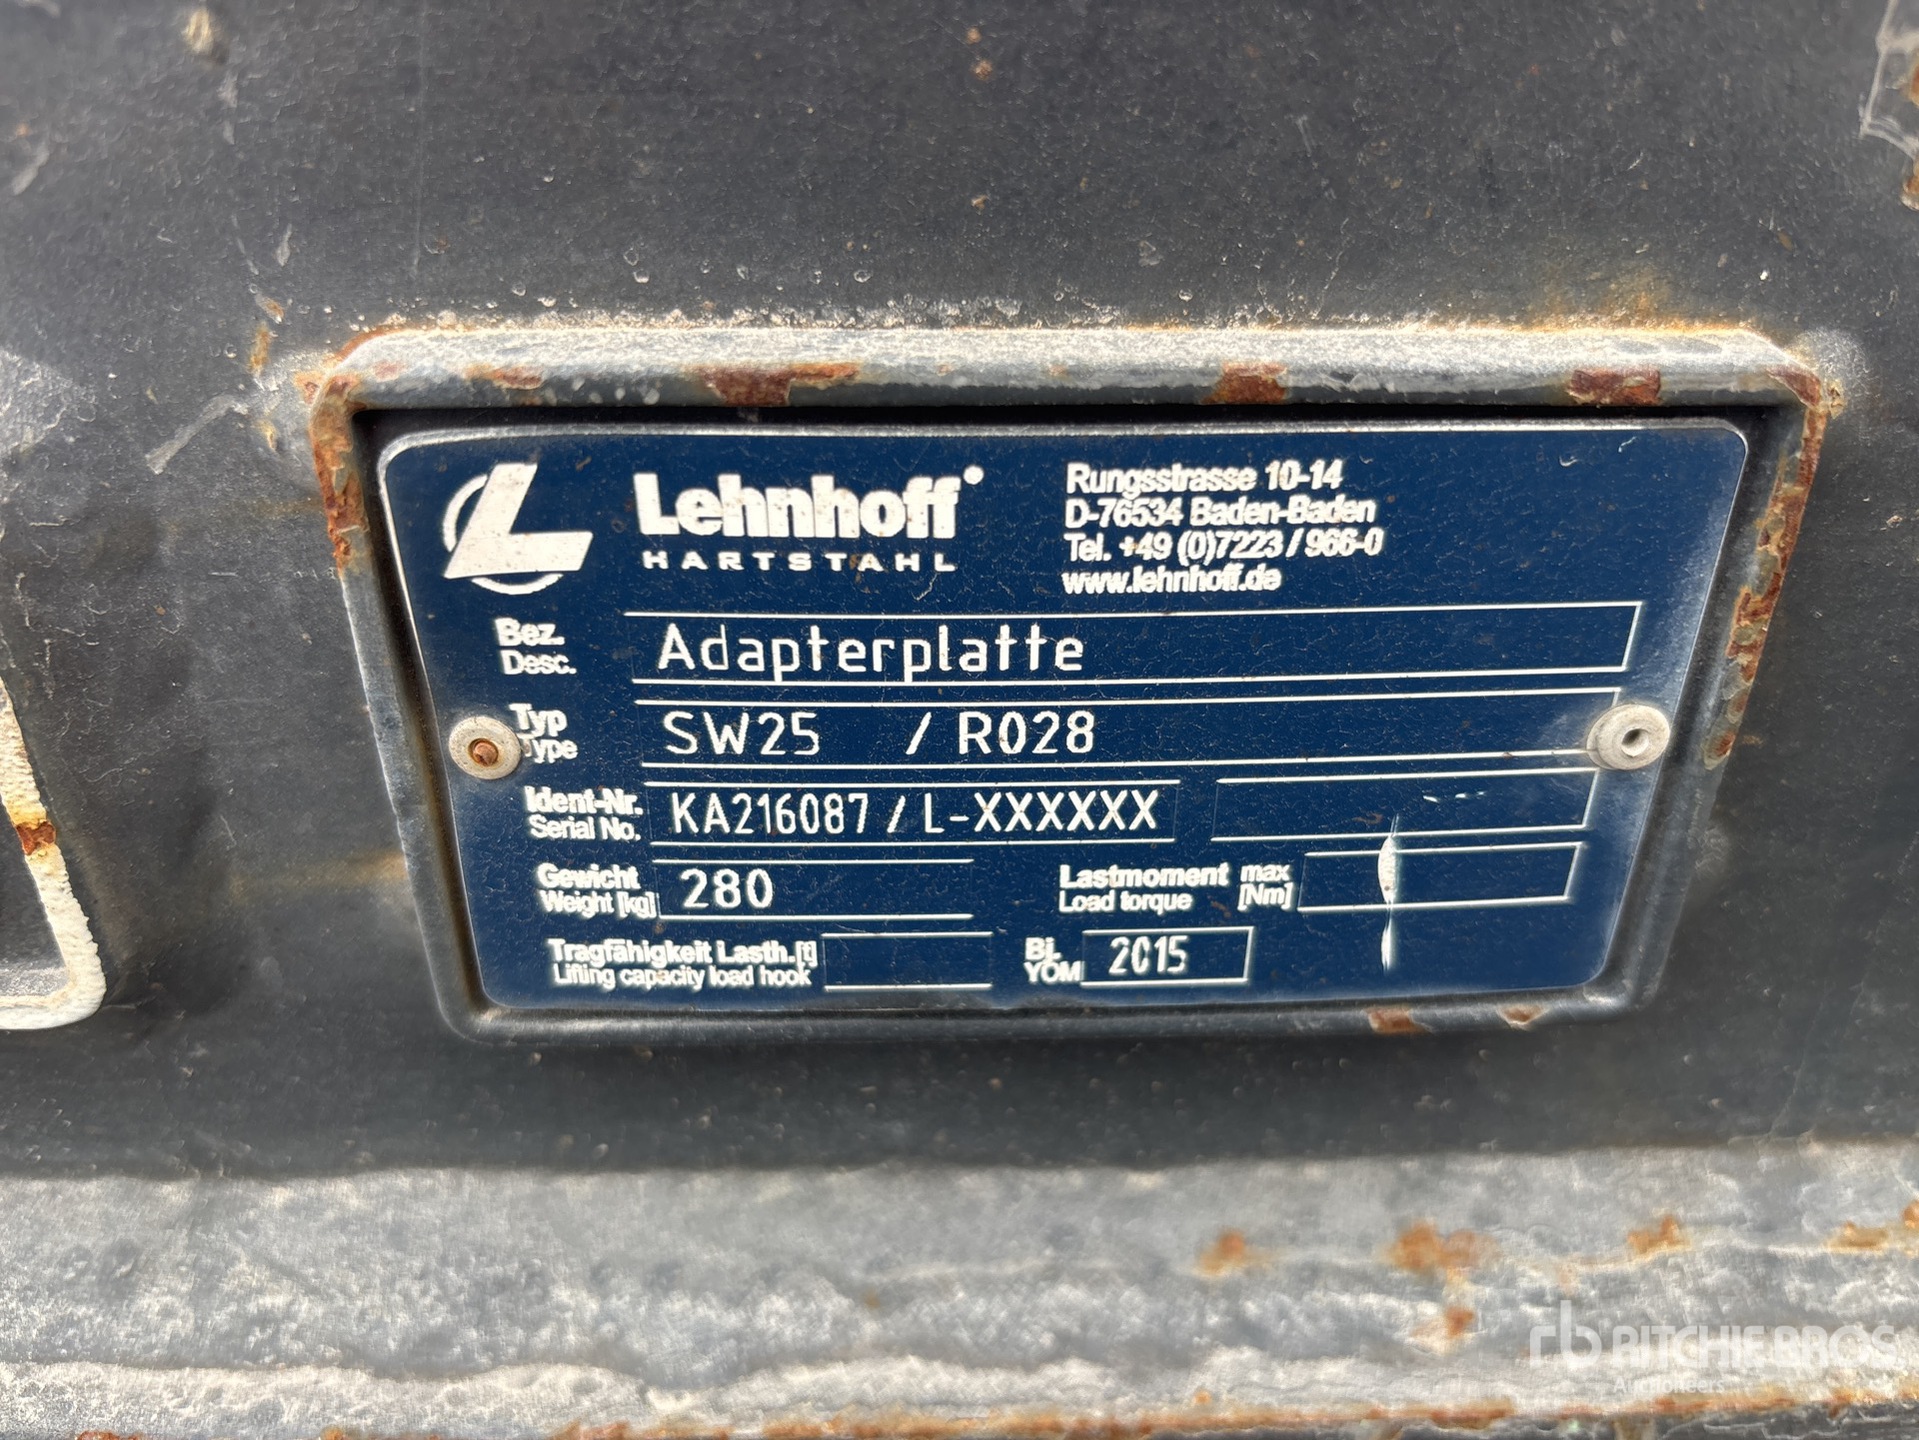 Lehnhoff
HARTSTAHL
Rungsstrasse 10-14
D-76534 Baden-Baden
Tel. +49 (0)7223 / 966-0
www.lehnhoff.de
Bez.
Desc.
Adapterplatte
Typ
Type
SW25 / R028
Ident-Nr.
Serial No.
KA216087 / L-XXXXXX
Gewicht
Weight [kg]
280
Lastmoment max
Load torque [Nm]
Tragfähigkeit Lasth.[t]
Lifting capacity load hook
Bj.
YOM
2015
rb RITCHIE BROS.
Auctioneers